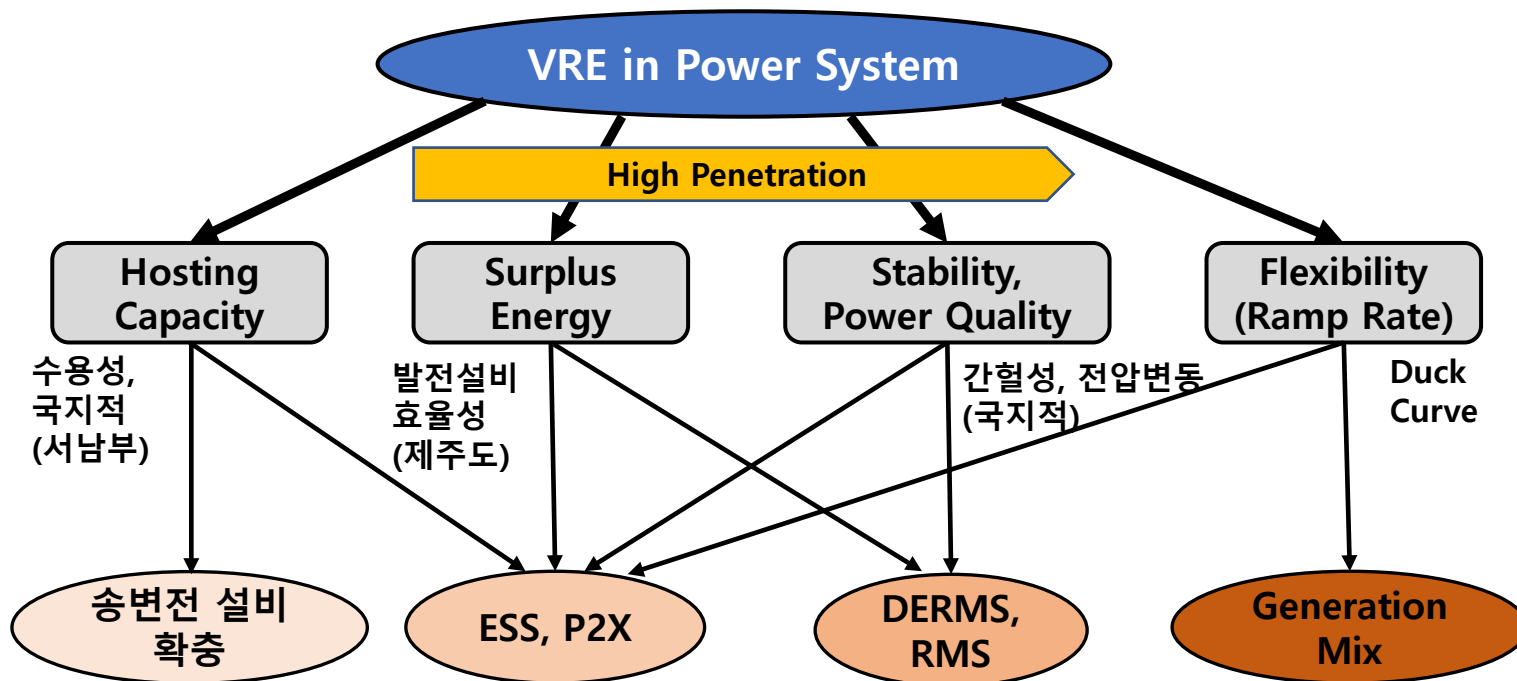 VRE in Power System
High Penetration
Hosting
Capacity
Surplus
Energy
Stability,
Power Quality
Flexibility
(Ramp Rate)
수용성,
국지적
(서남부)
발전설비
효율성
(제주도)
간헐성, 전압변동
(국지적)
Duck
Curve
송변전 설비
확충
ESS, P2X
DERMS,
RMS
Generation
Mix